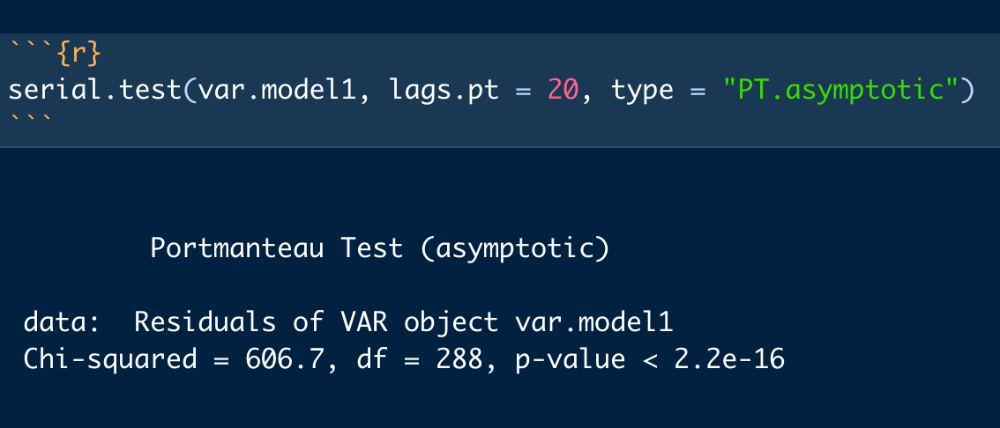 ```{r}
serial.test(var.model1, lags.pt = 20, type = "PT.asymptotic")
```
Portmanteau Test (asymptotic)
data:  Residuals of VAR object var.model1
Chi-squared = 606.7, df = 288, p-value < 2.2e-16